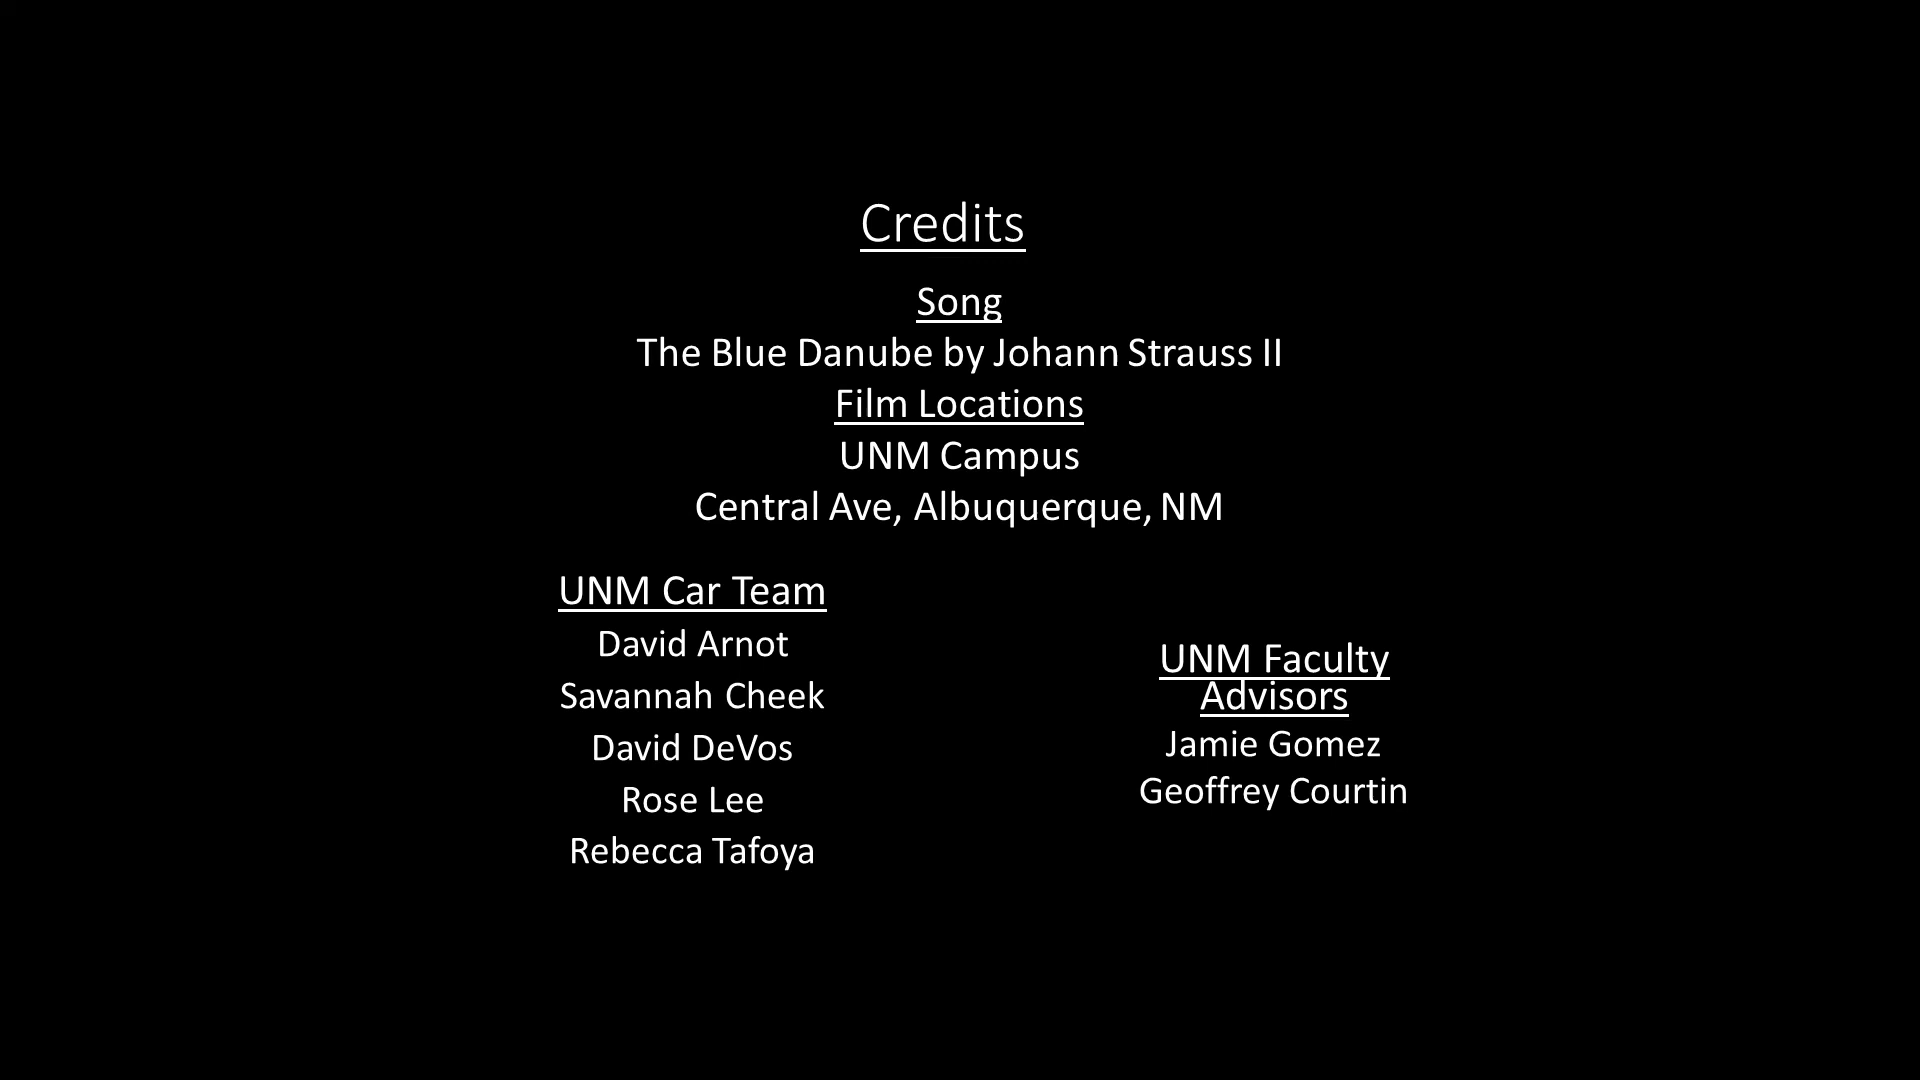 Credits
Song
The Blue Danube by Johann Strauss II
Film Locations
UNM Campus
Central Ave, Albuquerque, NM
UNM Car Team
David Arnot
Savannah Cheek
David DeVos
Rose Lee
Rebecca Tafoya
UNM Faculty
Advisors
Jamie Gomez
Geoffrey Courtin